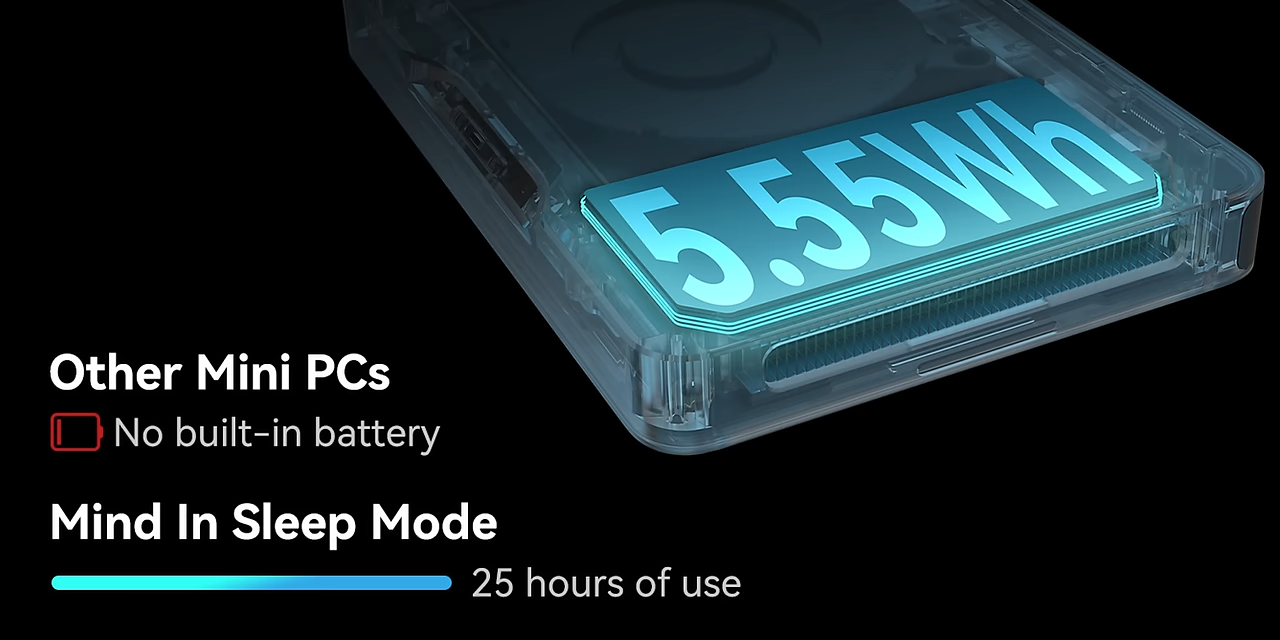 5.55Wh
Other Mini PCs
No built-in battery
Mind In Sleep Mode
25 hours of use